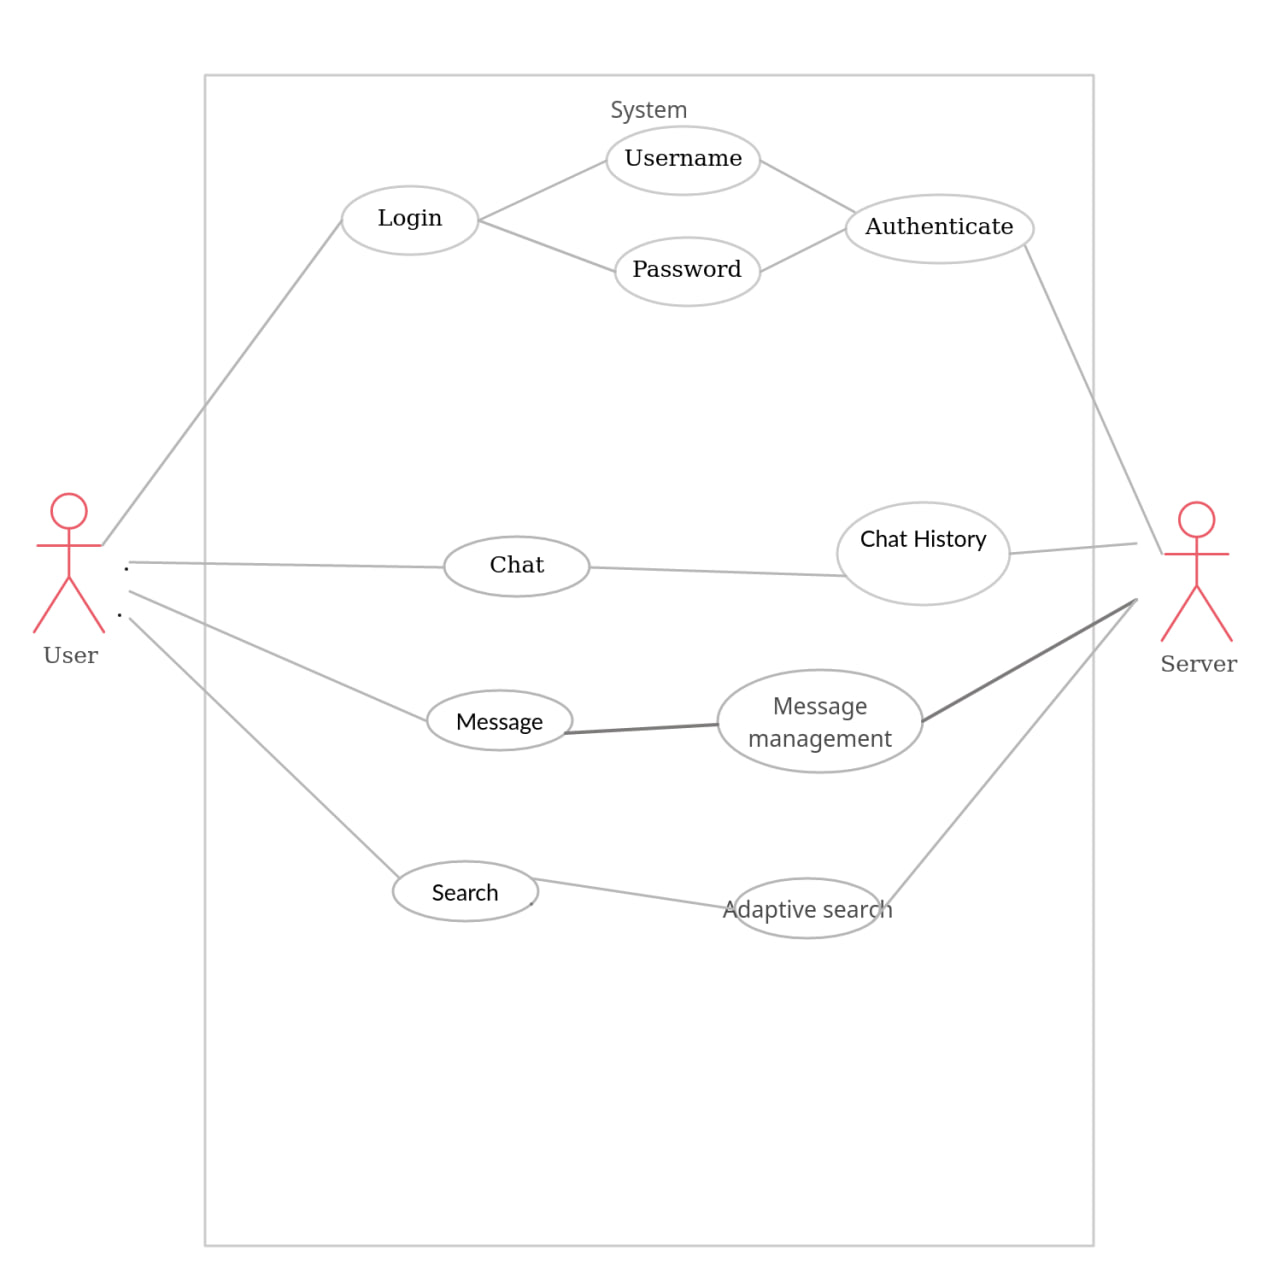 System
Username
Login
Authenticate
Password
Chat History
Chat
User
Server
Message
management
Message
Search
Adaptive search